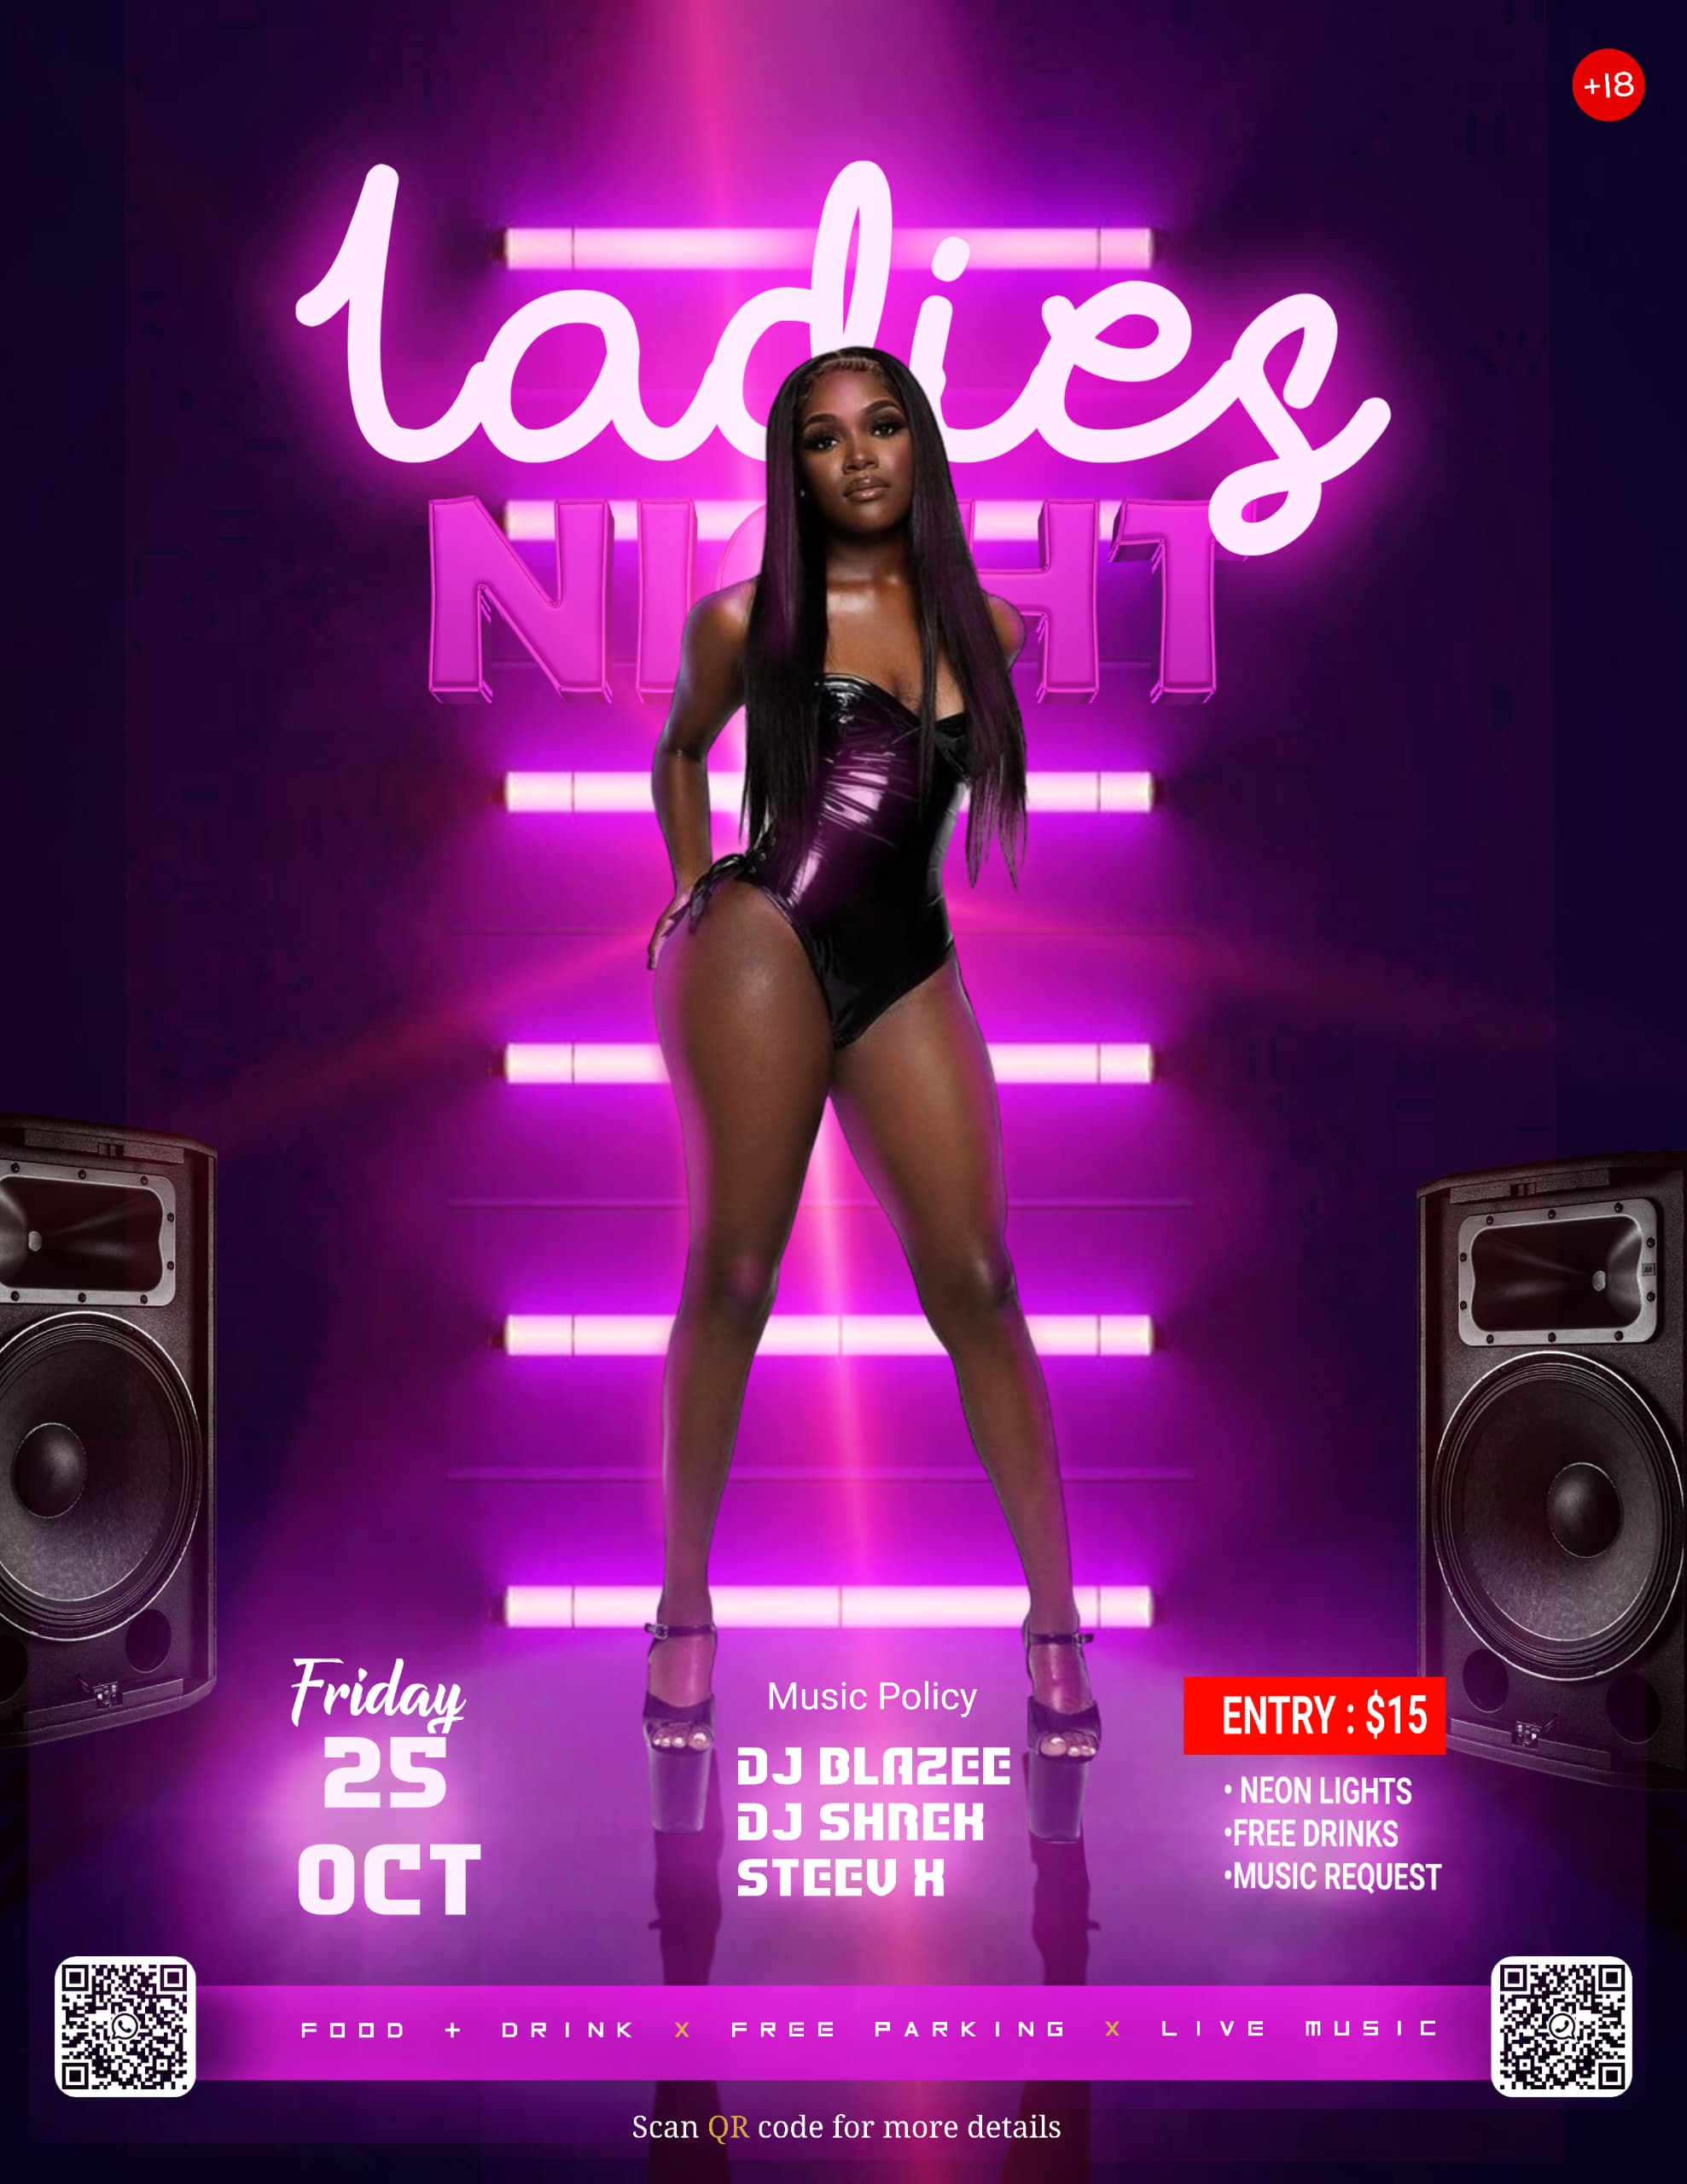 +18
ladies
NIGHT
Friday
25
OCT
Music Policy
DJ BLAZEE
DJ SHREK
STEEV X
ENTRY : $15
• NEON LIGHTS
•FREE DRINKS
•MUSIC REQUEST
FOOD + DRINK X FREE PARKING X LIVE MUSIC
Scan QR code for more details